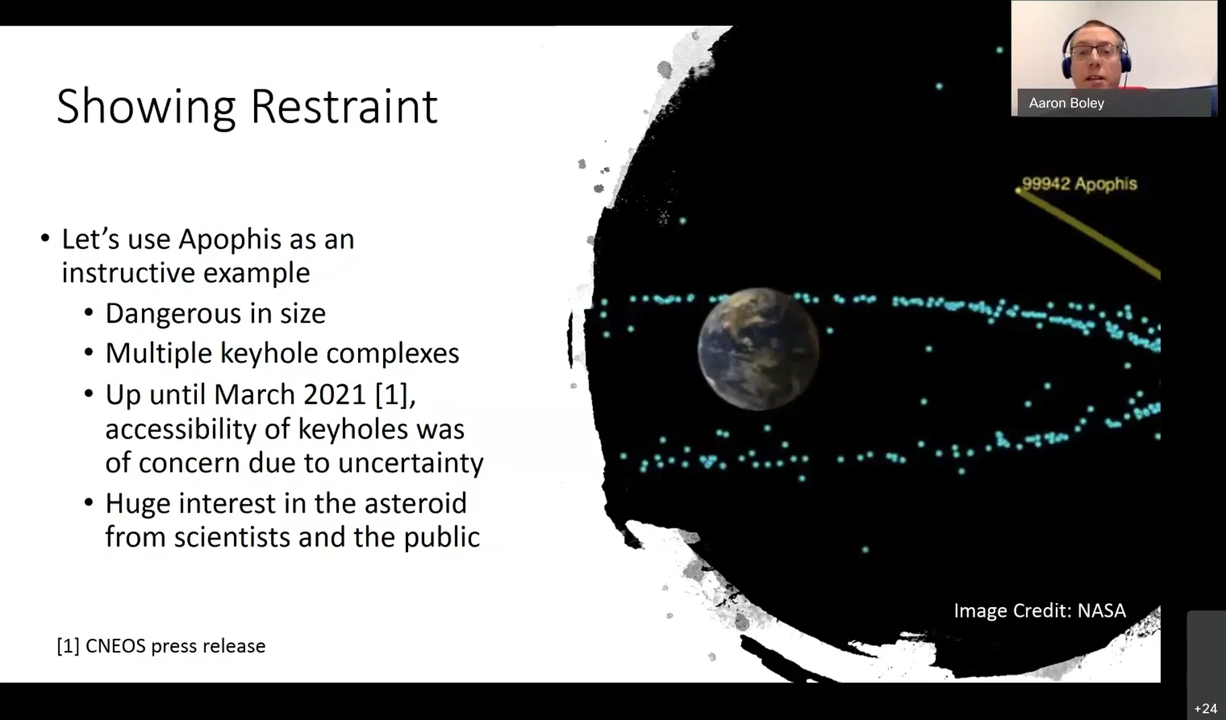 Showing Restraint
• Let’s use Apophis as an
instructive example
• Dangerous in size
• Multiple keyhole complexes
• Up until March 2021 [1],
accessibility of keyholes was
of concern due to uncertainty
• Huge interest in the asteroid
from scientists and the public
[1] CNEOS press release
Aaron Boley
99942 Apophis
Image Credit: NASA
+24